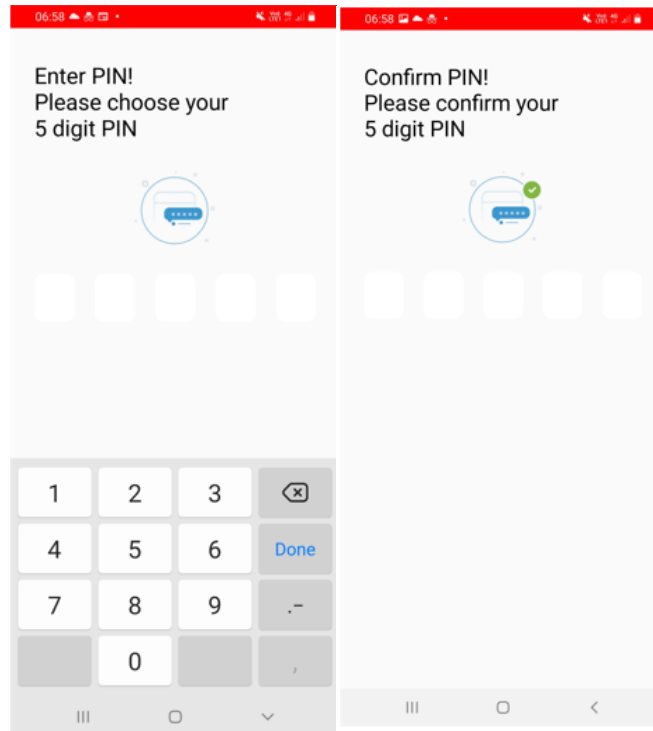 06:58
Enter PIN!
Please choose your
5 digit PIN
1 2 3
4 5 6 Done
7 8 9 .-
0 ,
06:58
Confirm PIN!
Please confirm your
5 digit PIN